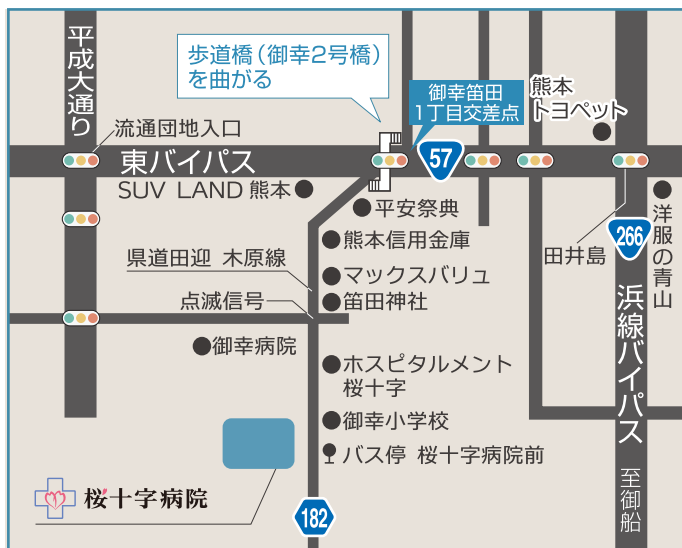 平成大通り
歩道橋（御幸2号橋）
を曲がる
御幸笛田
1丁目交差点
熊本
トヨペット
流通団地入口
東バイパス
57
SUV LAND 熊本
平安祭典
洋服の青山
266
田井島
熊本信用金庫
県道田迎 木原線
マックスバリュ
点滅信号
笛田神社
浜線バイパス
御幸病院
ホスピタルメント
桜十字
御幸小学校
バス停 桜十字病院前
至御船
桜十字病院
182